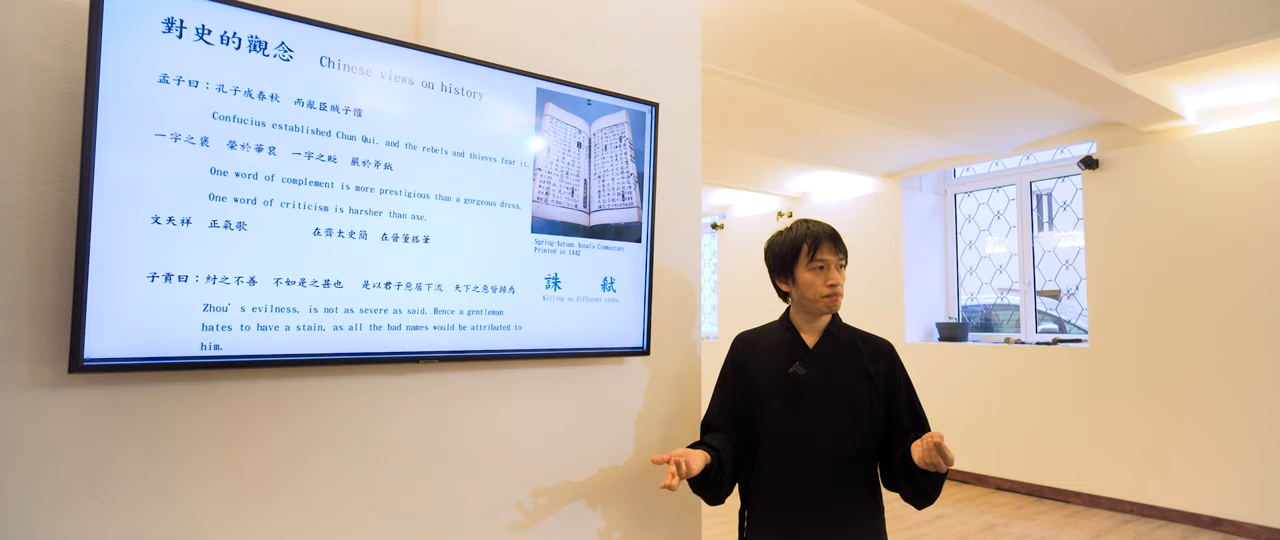 對史的觀念 Chinese views on history
孟子曰：孔子成春秋 而亂臣賊子懼
Confucius established Chun Qui, and the rebels and thieves fear it.
一字之褒 榮於華袞 一字之貶 嚴於斧鉞
One word of complement is more prestigious than a gorgeous dress.
One word of criticism is harsher than axe.
文天祥 正氣歌 在齊太史簡 在晉董狐筆
子貢曰：紂之不善 不如是之甚也 是以君子惡居下流 天下之惡皆歸焉
Zhou's evilness, is not as severe as said. Hence a gentleman
hates to have a stain, as all the bad names would be attributed to
him.
Spring-Autumn Annals Commentary
Printed in 1442
誅 弒
Killing as different verbs